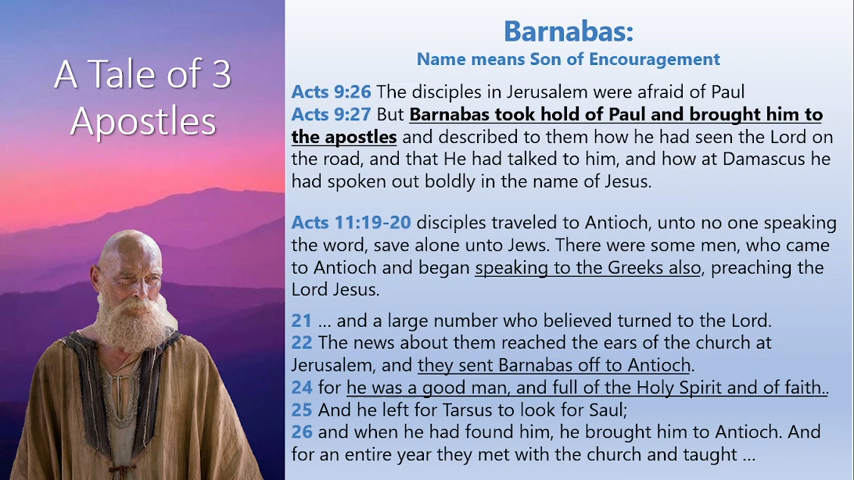 A Tale of 3
Apostles
Barnabas:
Name means Son of Encouragement
Acts 9:26 The disciples in Jerusalem were afraid of Paul
Acts 9:27 But Barnabas took hold of Paul and brought him to
the apostles and described to them how he had seen the Lord on
the road, and that He had talked to him, and how at Damascus he
had spoken out boldly in the name of Jesus.
Acts 11:19-20 disciples traveled to Antioch, unto no one speaking
the word, save alone unto Jews. There were some men, who came
to Antioch and began speaking to the Greeks also, preaching the
Lord Jesus.
21 … and a large number who believed turned to the Lord.
22 The news about them reached the ears of the church at
Jerusalem, and they sent Barnabas off to Antioch.
24 for he was a good man, and full of the Holy Spirit and of faith..
25 And he left for Tarsus to look for Saul;
26 and when he had found him, he brought him to Antioch. And
for an entire year they met with the church and taught …